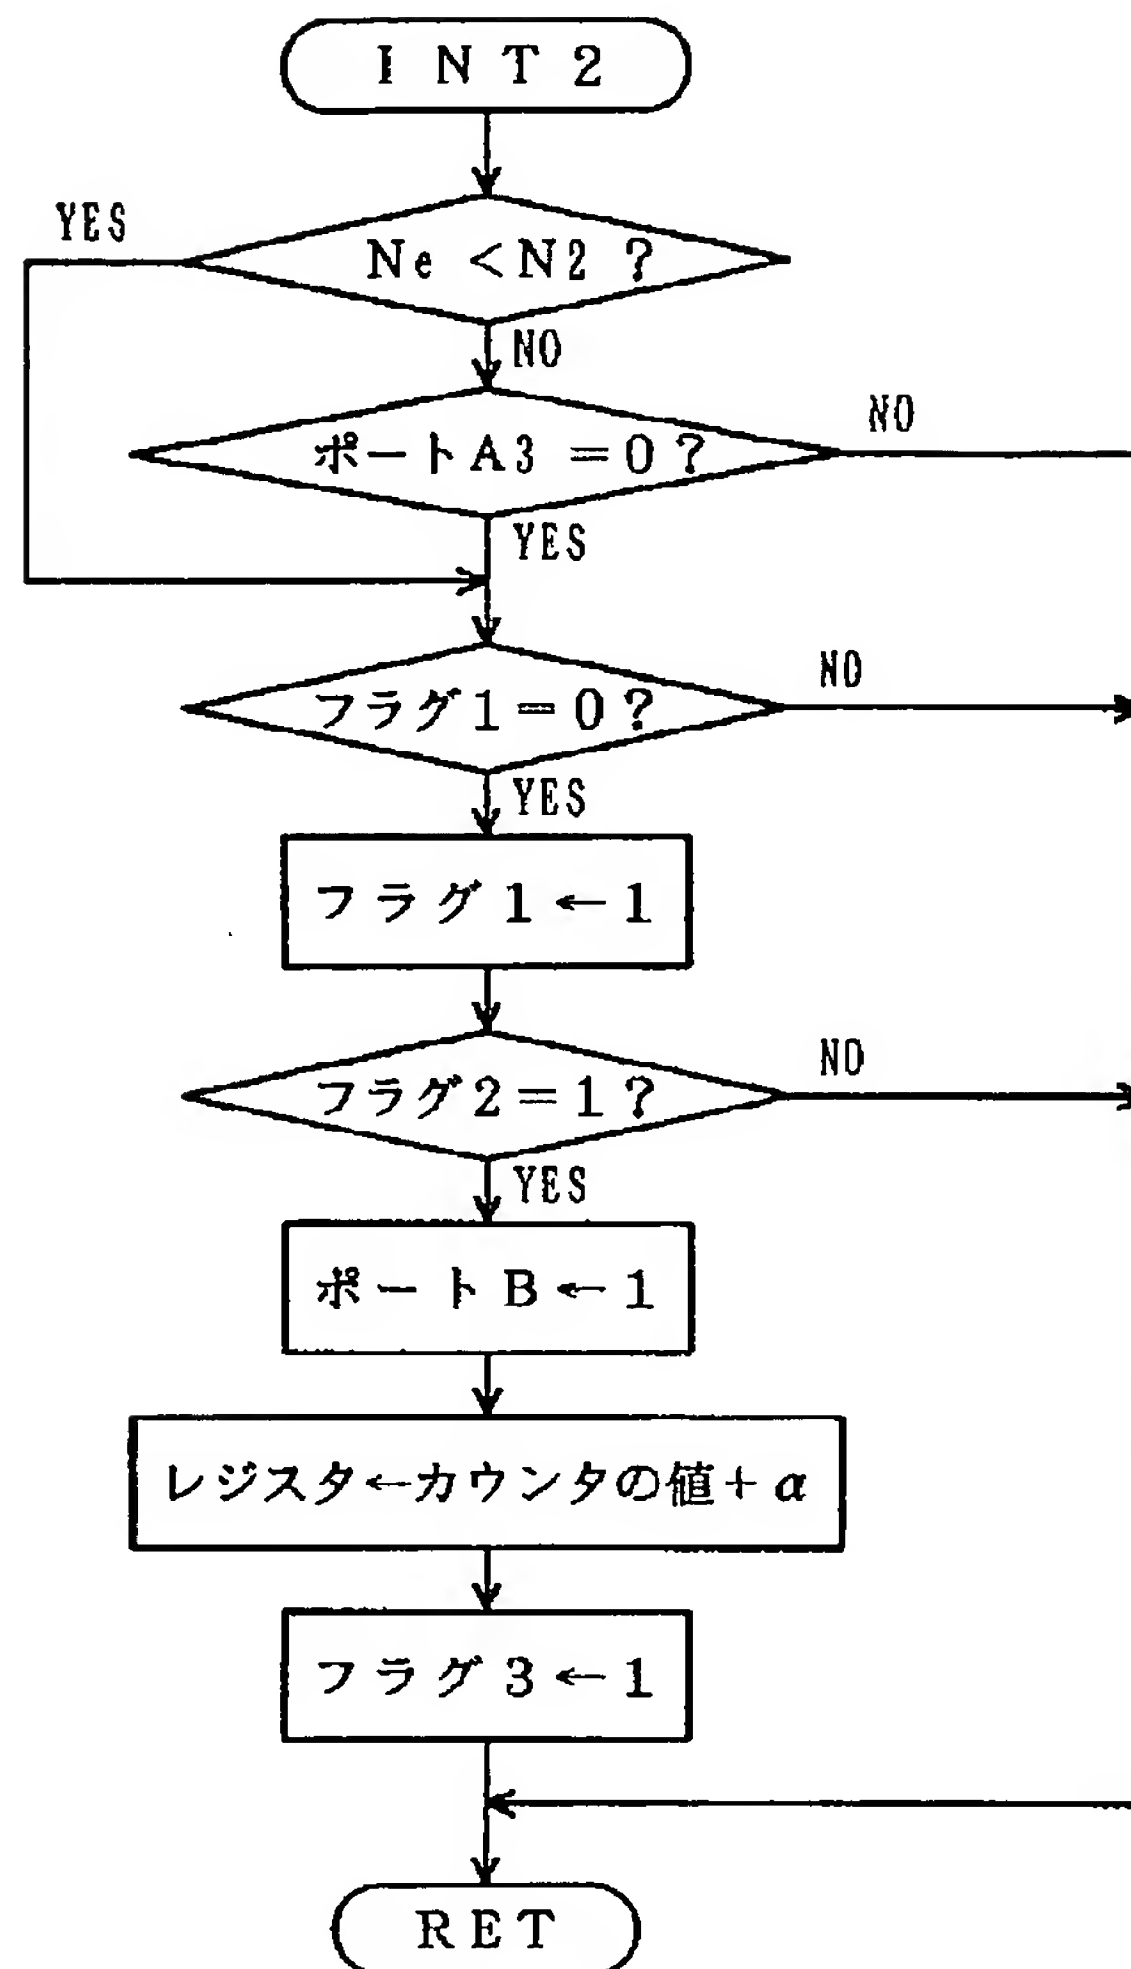 INT2
YES
Ne <N2 ?
NO
ポートA3 =0?
NO
YES
フラグ1=0?
NO
YES
フラグ1←1
フラグ2=1?
NO
YES
ポートB←1
レジスタ←カウンタの値+α
フラグ3←1
RET